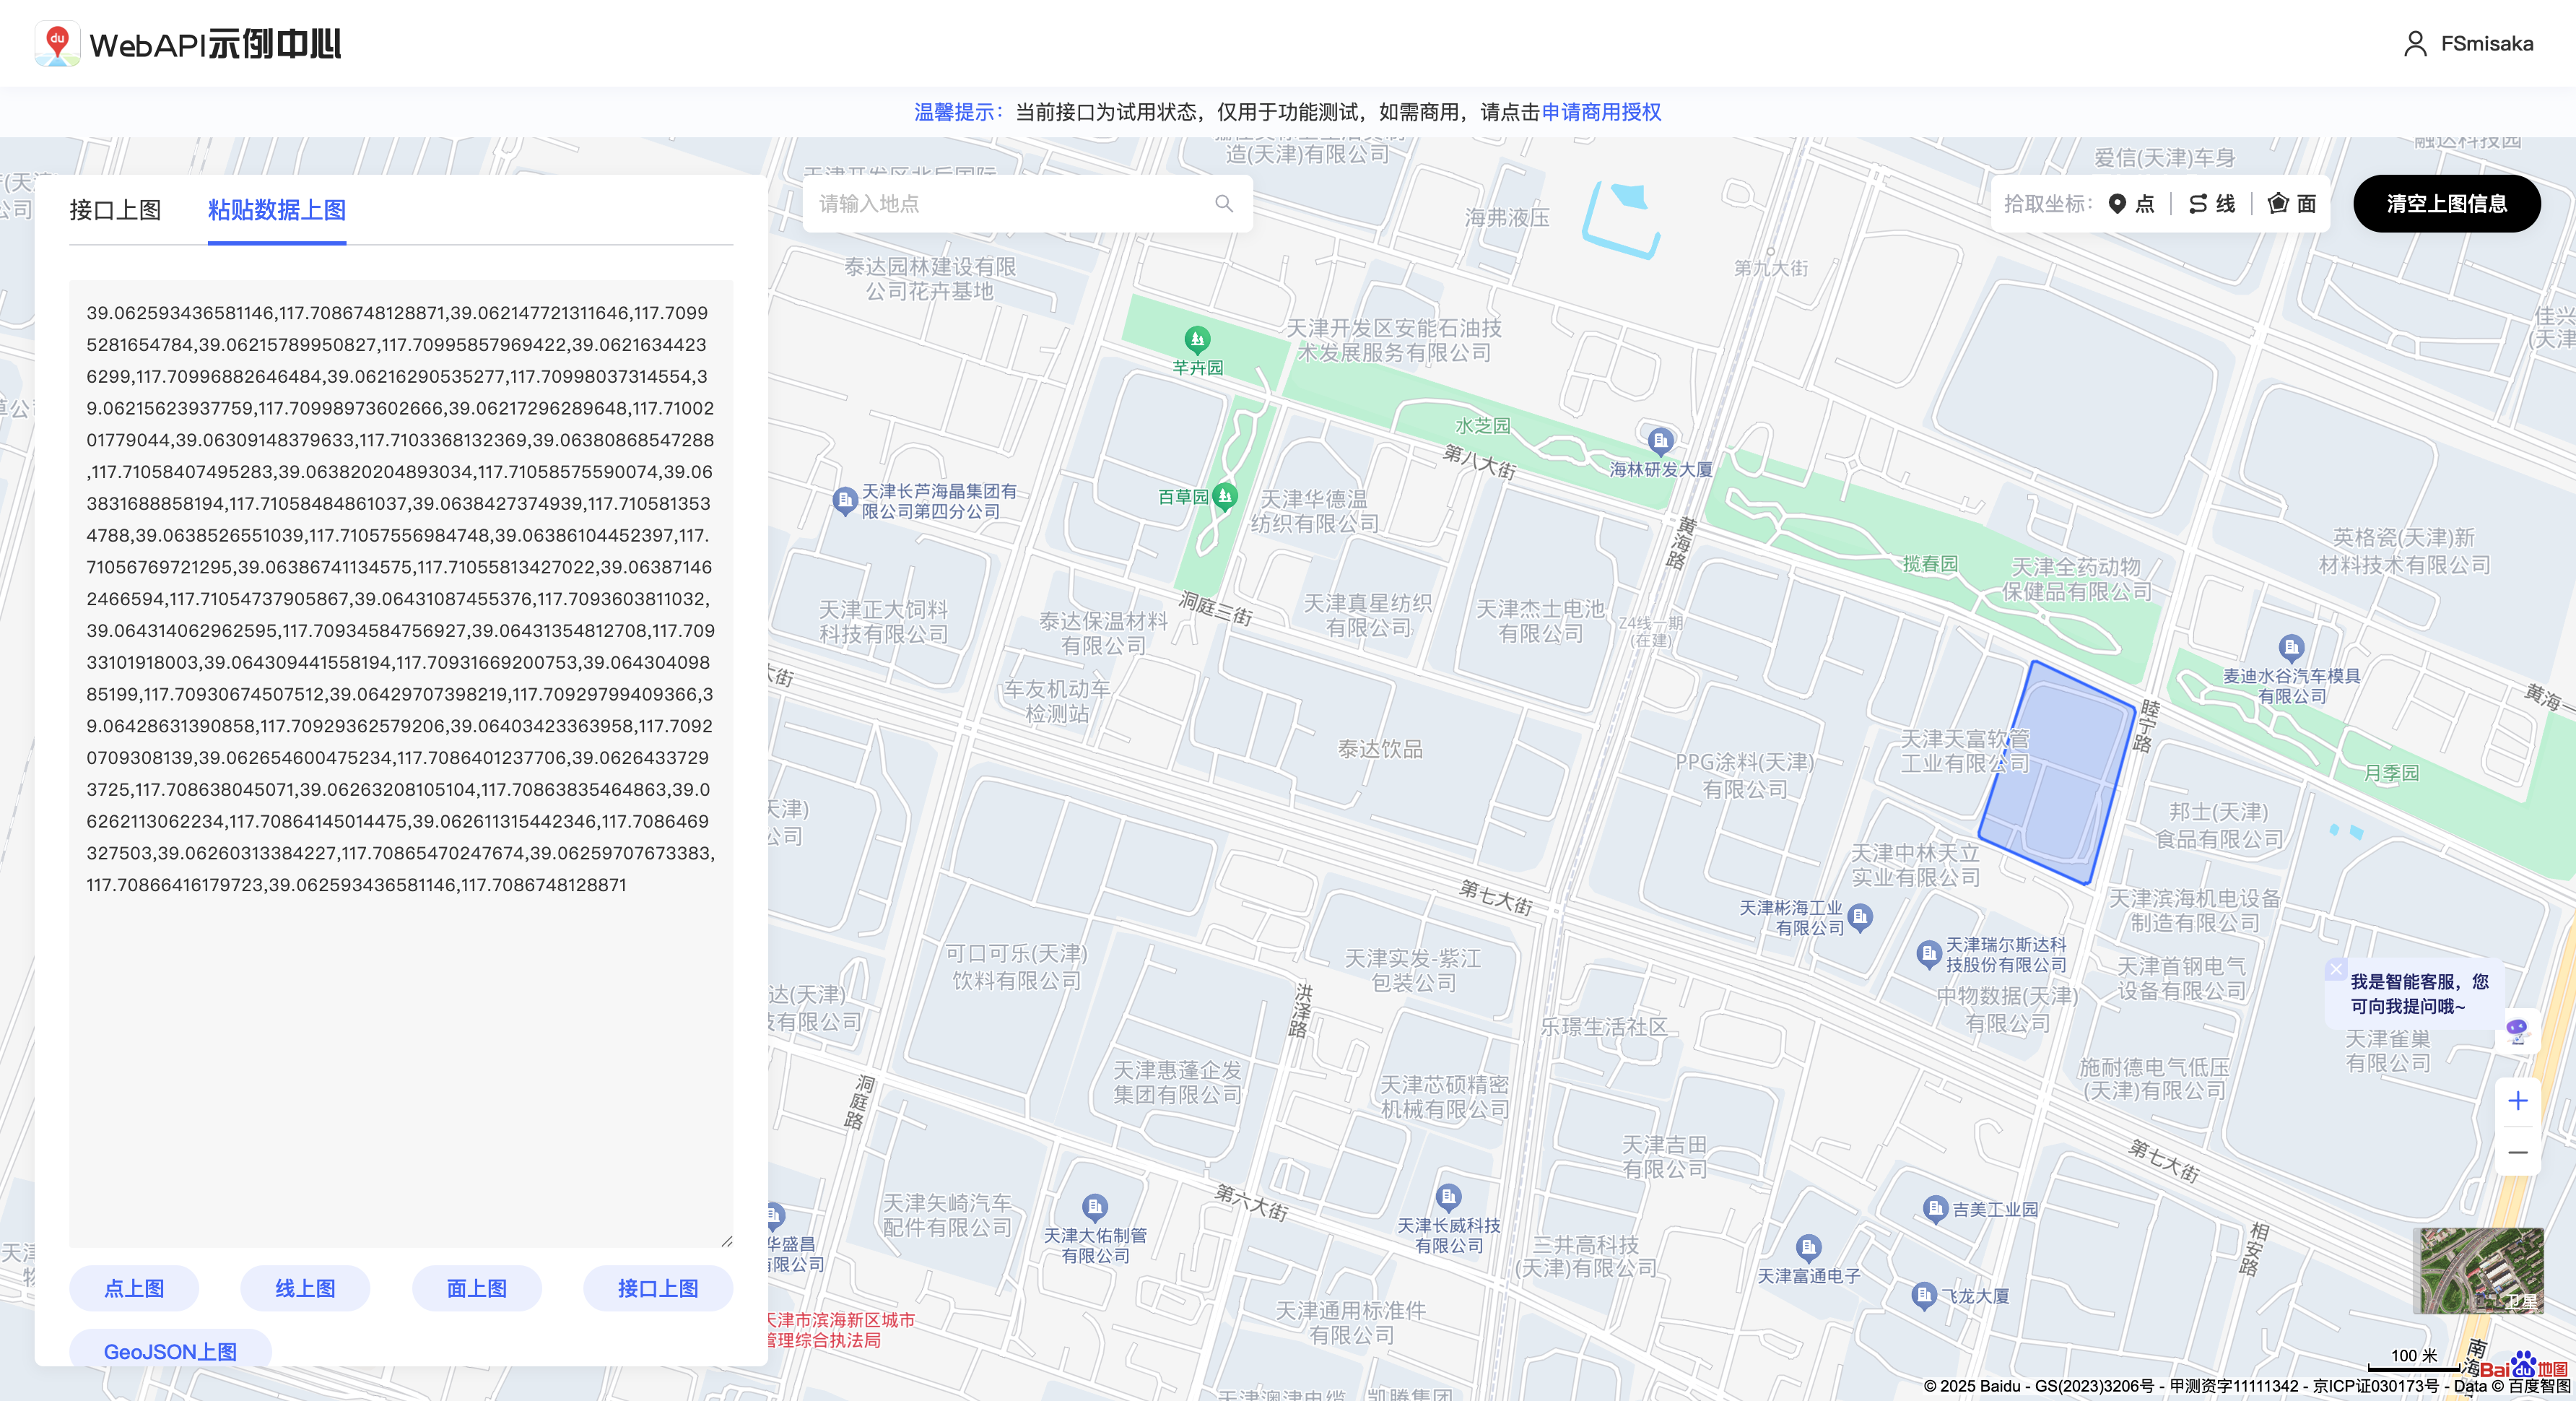 du WebAPI示例中心
FSmisaka
温馨提示：当前接口为试用状态，仅用于功能测试，如需商用，请点击申请商用授权
接口上图
粘贴数据上图
39.062593436581146,117.7086748128871,39.062147721311646,117.7099
5281654784,39.06215789950827,117.70995857969422,39.0621634423
6299,117.70996882646484,39.06216290535277,117.70998037314554,3
9.06215623937759,117.70998973602666,39.06217296289648,117.71002
01779044,39.06309148379633,117.7103368132369,39.06380868547288
,117.71058407495283,39.063820204893034,117.71058575590074,39.06
3831688858194,117.71058484861037,39.0638427374939,117.710581353
4788,39.0638526551039,117.71057556984748,39.06386104452397,117.
71056769721295,39.06386741134575,117.71055813427022,39.06387146
2466594,117.71054737905867,39.06431087455376,117.7093603811032,
39.064314062962595,117.70934584756927,39.06431354812708,117.709
33101918003,39.064309441558194,117.70931669200753,39.064304098
85199,117.70930674507512,39.06429707398219,117.70929799409366,3
9.06428631390858,117.70929362579206,39.06403423363958,117.7092
0709308139,39.062654600475234,117.7086401237706,39.0626433729
3725,117.708638045071,39.06263208105104,117.70863835464863,39.0
6262113062234,117.70864145014475,39.062611315442346,117.7086469
327503,39.06260313384227,117.70865470247674,39.06259707673383,
117.70866416179723,39.062593436581146,117.7086748128871
点上图
线上图
面上图
接口上图
GeoJSON上图
请输入地点
拾取坐标：
点
线
面
清空上图信息
造(天津)有限公司
爱信(天津)车身
海弗液压
第九大街
泰达园林建设有限
公司花卉基地
天津开发区安能石油技
术发展服务有限公司
芊卉园
水芝园
第八大街
海林研发大厦
天津长芦海晶集团有
限公司第四分公司
百草园
天津华德温
纺织有限公司
黄海路
揽春园
天津全药动物
保健品有限公司
英格瓷(天津)新
材料技术有限公司
天津正大饲料
科技有限公司
泰达保温材料
有限公司
洞庭三街
天津真星纺织
有限公司
天津杰士电池
有限公司
Z4线一期
(在建)
麦迪水谷汽车模具
有限公司
车友机动车
检测站
泰达饮品
PPG涂料(天津)
有限公司
天津天富软管
工业有限公司
睦宁路
月季园
邦士(天津)
食品有限公司
天津中林天立
实业有限公司
第七大街
天津彬海工业
有限公司
天津滨海机电设备
制造有限公司
天津瑞尔斯达科
技股份有限公司
可口可乐(天津)
饮料有限公司
天津实发-紫江
包装公司
天津首钢电气
设备有限公司
中物数据(天津)
有限公司
洪泽路
乐璟生活社区
我是智能客服，您
可向我提问哦~
天津雀巢
有限公司
天津惠蓬企发
集团有限公司
天津芯硕精密
机械有限公司
施耐德电气低压
(天津)有限公司
洞庭路
天津吉田
有限公司
第七大街
天津矢崎汽车
配件有限公司
天津大佑制管
有限公司
第六大街
天津长威科技
有限公司
三井高科技
(天津)有限公司
吉美工业园
天津富通电子
飞龙大厦
相安路
卫星
天津通用标准件
有限公司
天津市滨海新区城市
管理综合执法局
南海
100 米
Bai du 地图
© 2025 Baidu - GS(2023)3206号 - 甲测资字11111342 - 京ICP证030173号 - Data © 百度智图